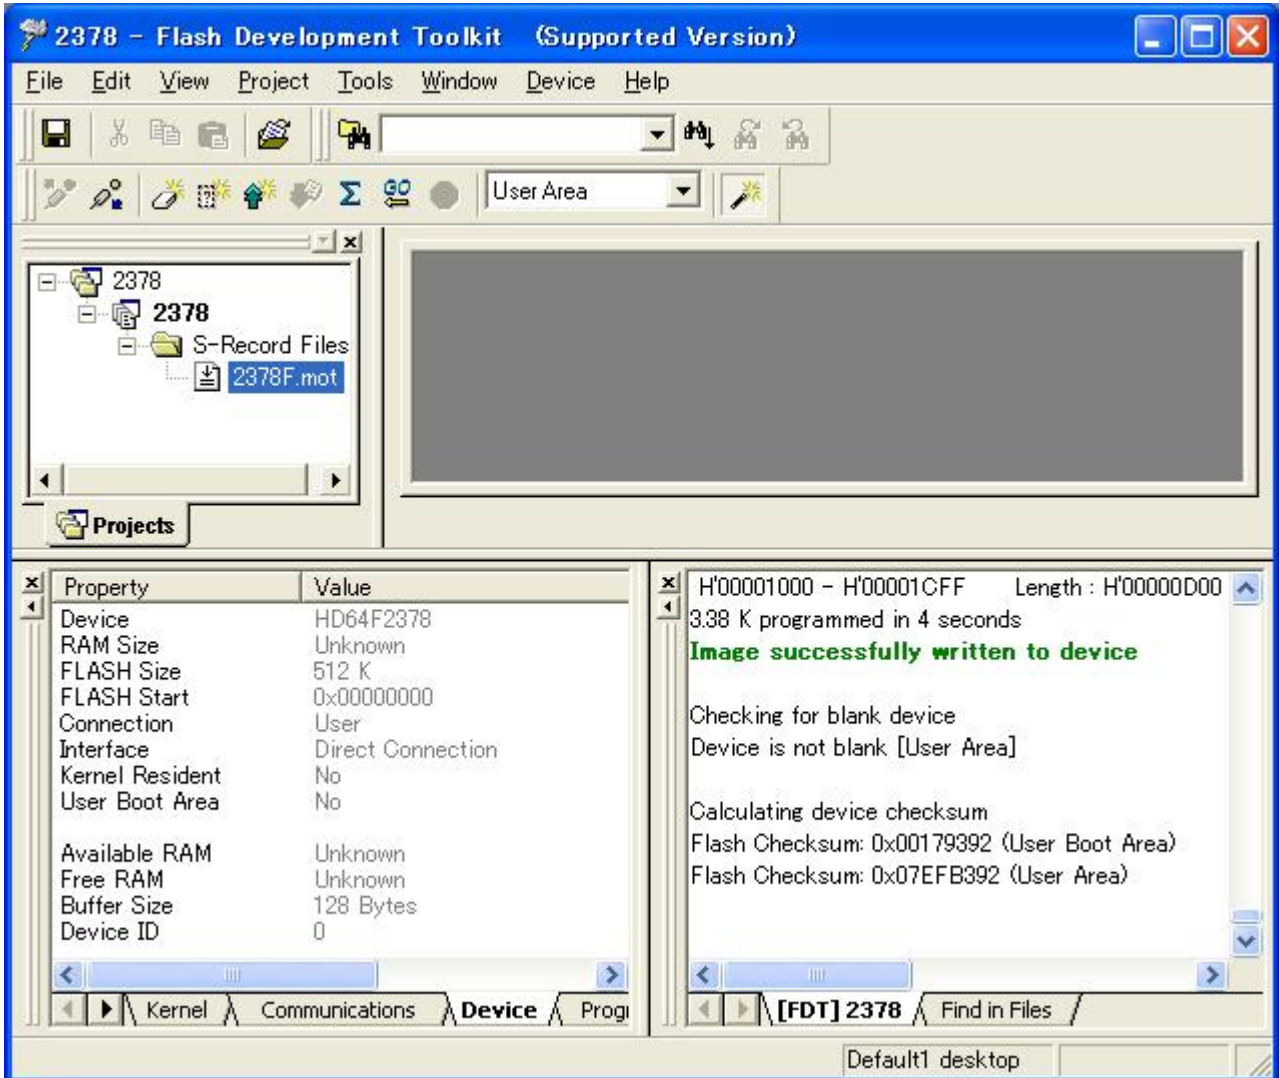 2378 - Flash Development Toolkit (Supported Version)
File Edit View Project Tools Window Device Help
GO
User Area
2378
2378
S-Record Files
2378F.mot
Projects
Property Value
Device HD64F2378
RAM Size Unknown
FLASH Size 512 K
FLASH Start 0x00000000
Connection User
Interface Direct Connection
Kernel Resident No
User Boot Area No
Available RAM Unknown
Free RAM Unknown
Buffer Size 128 Bytes
Device ID 0
Kernel Communications Device Progr
H'00001000 - H'00001CFF Length : H'00000D00
3.38 K programmed in 4 seconds
Image successfully written to device
Checking for blank device
Device is not blank [User Area]
Calculating device checksum
Flash Checksum: 0x00179392 (User Boot Area)
Flash Checksum: 0x07EFB392 (User Area)
[FDT] 2378 Find in Files
Default1 desktop